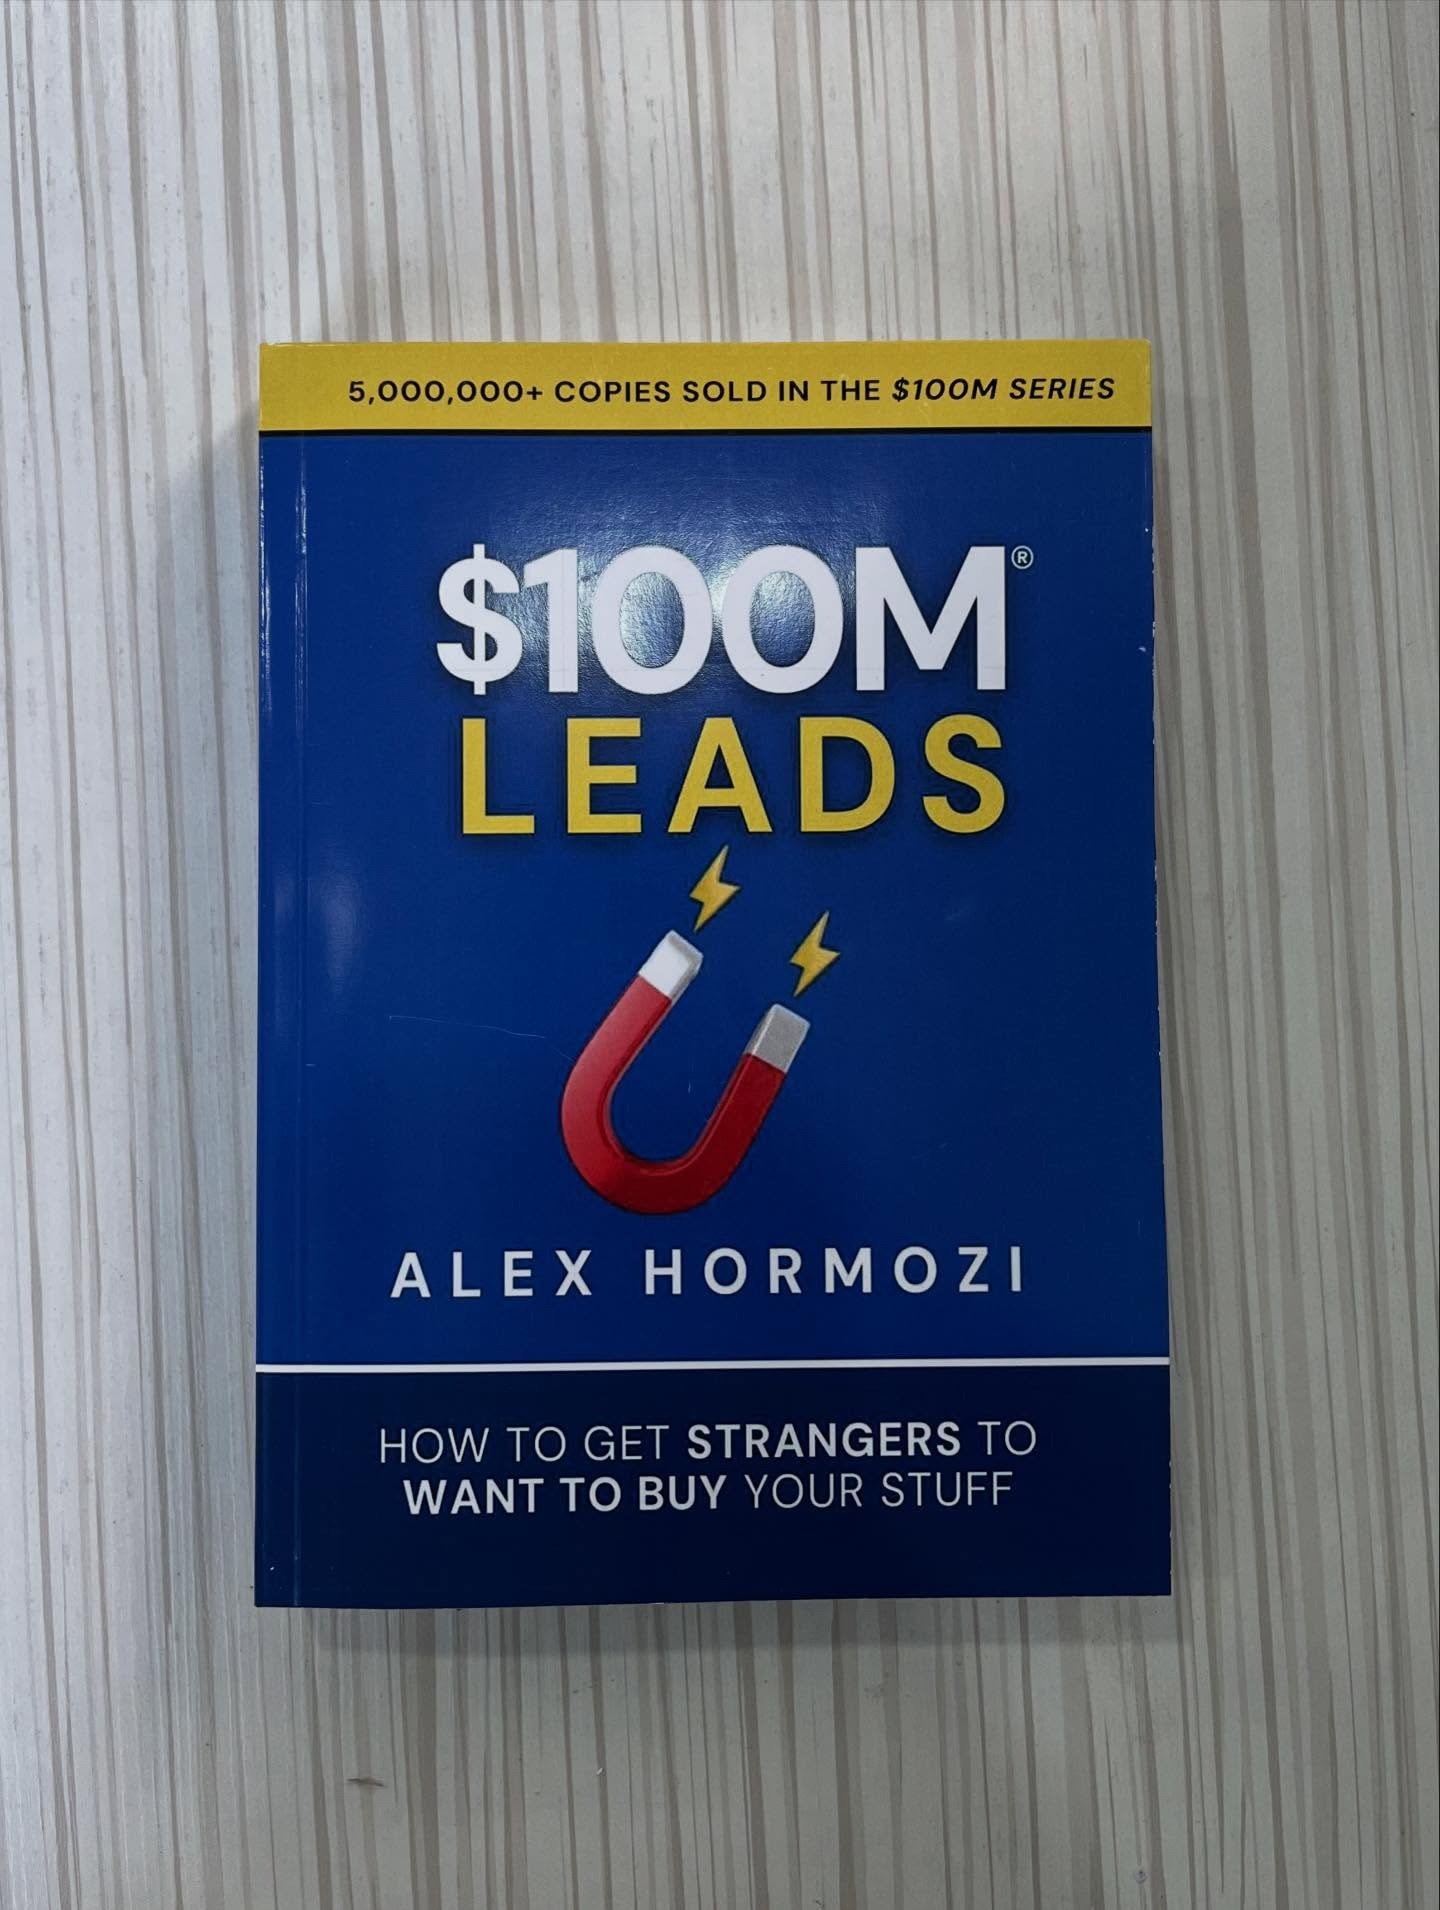 5,000,000+ COPIES SOLD IN THE $100M SERIES
$100M®
LEADS
ALEX HORMOZI
HOW TO GET STRANGERS TO
WANT TO BUY YOUR STUFF